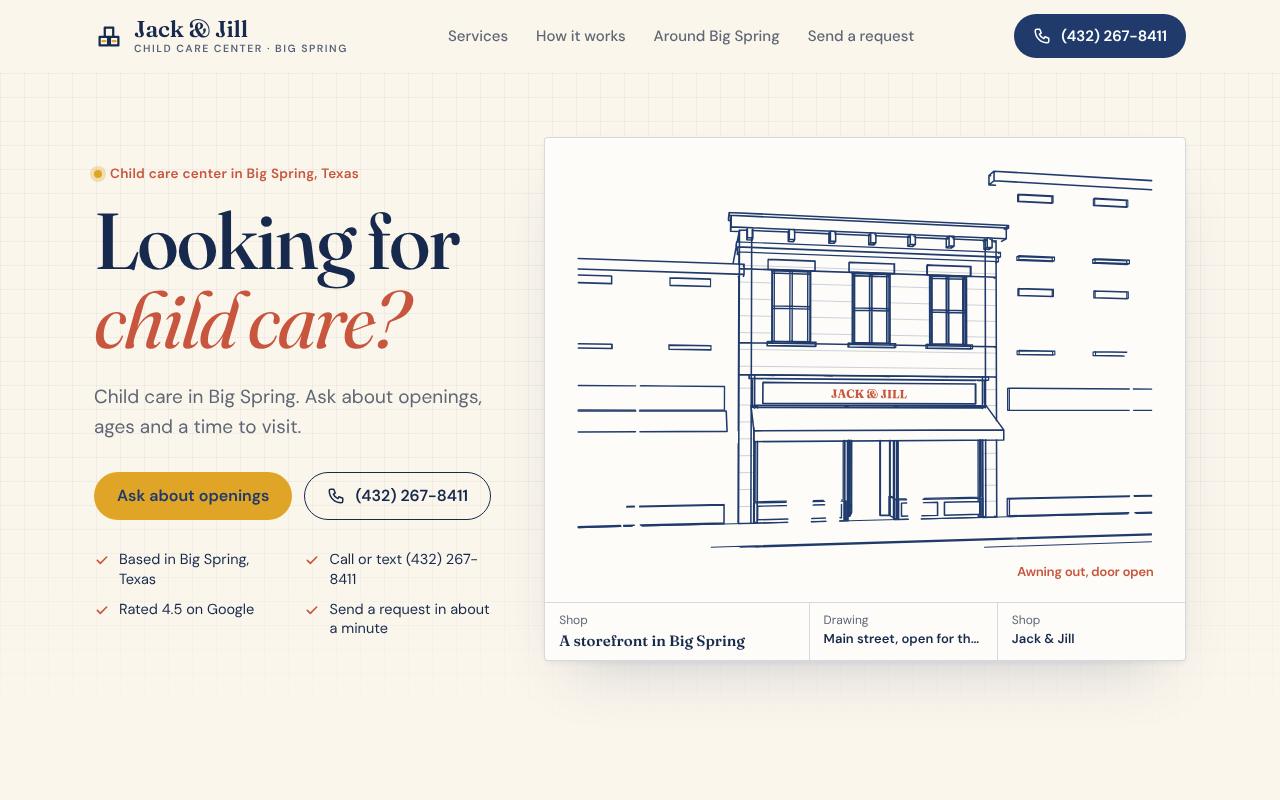 Jack & Jill
CHILD CARE CENTER · BIG SPRING
Services
How it works
Around Big Spring
Send a request
(432) 267-8411
Child care center in Big Spring, Texas
Looking for
child care?
Child care in Big Spring. Ask about openings,
ages and a time to visit.
Ask about openings
(432) 267-8411
Based in Big Spring,
Texas
Call or text (432) 267-
8411
Rated 4.5 on Google
Send a request in about
a minute
JACK & JILL
Awning out, door open
Shop
A storefront in Big Spring
Drawing
Main street, open for th...
Shop
Jack & Jill